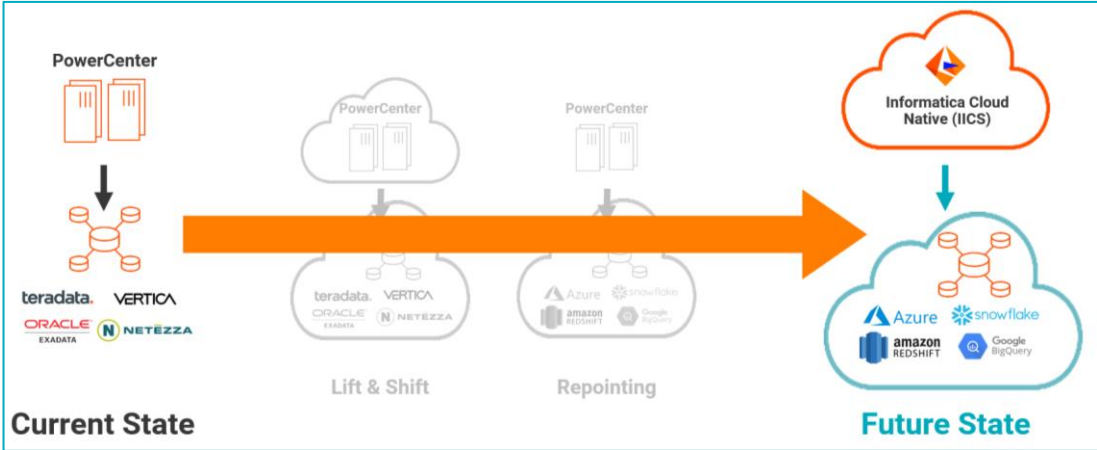 PowerCenter
teradata.
VERTICA
ORACLE
EXADATA
N NETEZZA
Current State
PowerCenter
teradata.
VERTICA
ORACLE
EXADATA
N NETEZZA
Lift & Shift
PowerCenter
Azure
snowflake
amazon
REDSHIFT
Google
BigQuery
Repointing
Informatica Cloud
Native (IICS)
Azure
snowflake
amazon
REDSHIFT
Google
BigQuery
Future State